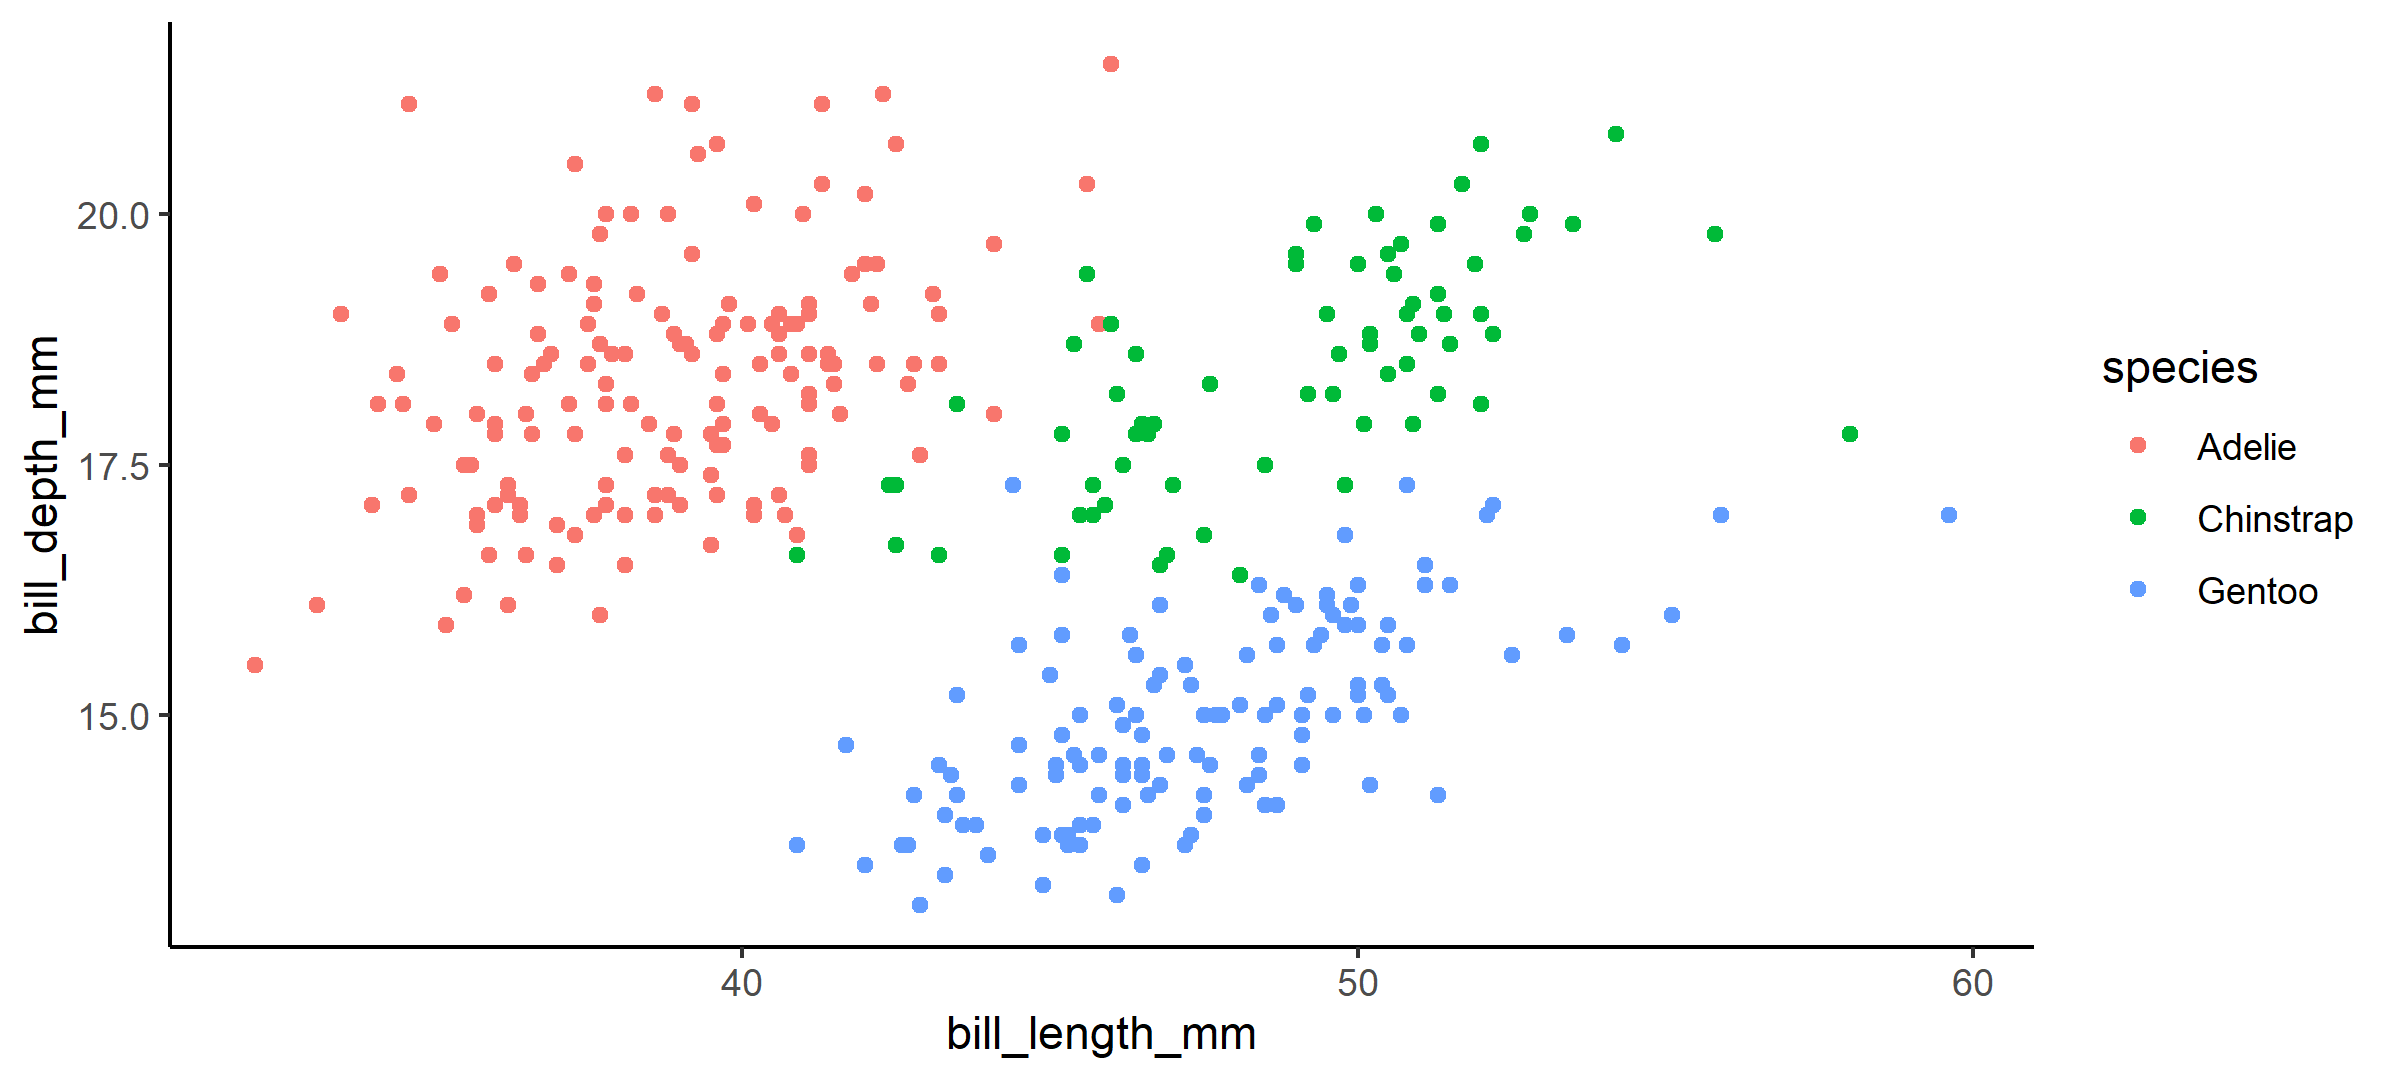 20.0
17.5
15.0
bill_depth_mm
40 50 60
bill_length_mm
species
Adelie
Chinstrap
Gentoo